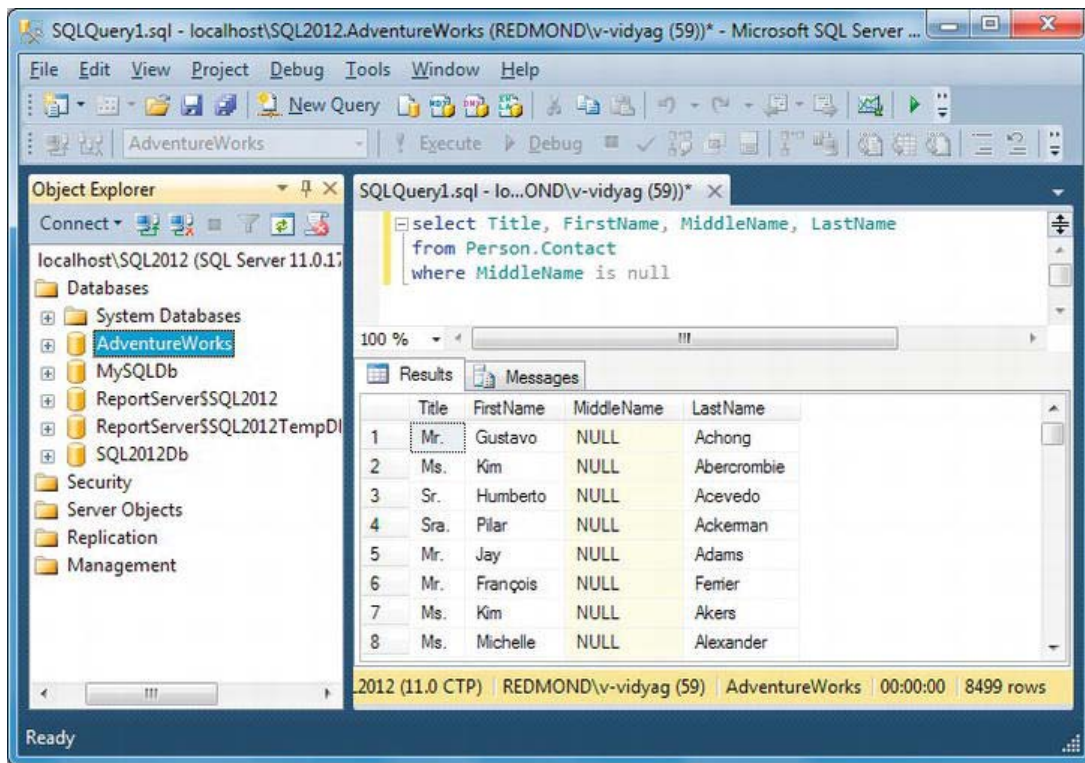 SQLQuery1.sql - localhost\SQL2012.AdventureWorks (REDMOND\v-vidyag (59))* - Microsoft SQL Server ...
File Edit View Project Debug Tools Window Help
New Query
AdventureWorks Execute Debug
Object Explorer
Connect
localhost\SQL2012 (SQL Server 11.0.17
Databases
System Databases
AdventureWorks
MySQLDb
ReportServer$SQL2012
ReportServer$SQL2012TempDl
SQL2012Db
Security
Server Objects
Replication
Management
SQLQuery1.sql - lo...OND\v-vidyag (59))*
select Title, FirstName, MiddleName, LastName
from Person.Contact
where MiddleName is null
100 %
Results Messages
Title FirstName MiddleName LastName
1 Mr. Gustavo NULL Achong
2 Ms. Kim NULL Abercrombie
3 Sr. Humberto NULL Acevedo
4 Sra. Pilar NULL Ackerman
5 Mr. Jay NULL Adams
6 Mr. François NULL Ferrier
7 Ms. Kim NULL Akers
8 Ms. Michelle NULL Alexander
.2012 (11.0 CTP) REDMOND\v-vidyag (59) AdventureWorks 00:00:00 8499 rows
Ready